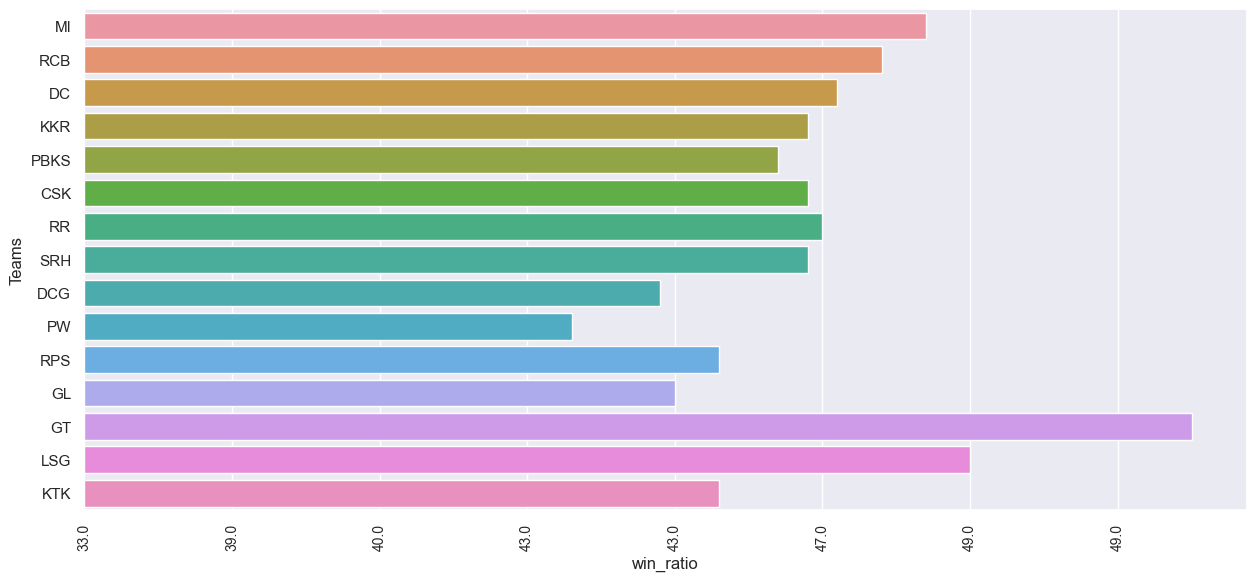 MI
RCB
DC
KKR
PBKS
CSK
RR
SRH
DCG
PW
RPS
GL
GT
LSG
KTK
Teams
33.0
39.0
40.0
43.0
43.0
47.0
49.0
49.0
win_ratio